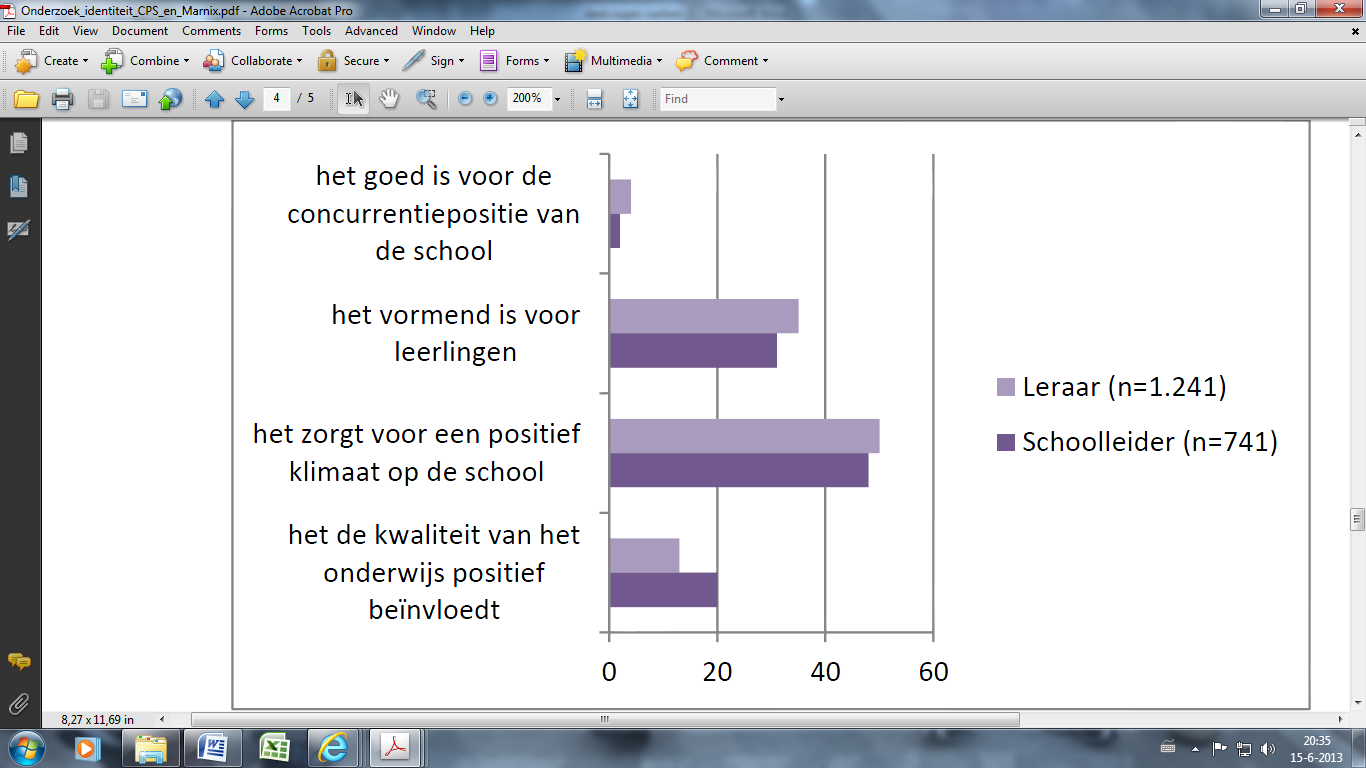 Onderzoek_identiteit_CPS_en_Marnix.pdf - Adobe Acrobat Pro
File Edit View Document Comments Forms Tools Advanced Window Help
Create Combine Collaborate Secure Sign Forms Multimedia Comment
4 / 5 200% Find
het goed is voor de
concurrentiepositie van
de school
het vormend is voor
leerlingen
het zorgt voor een positief
klimaat op de school
het de kwaliteit van het
onderwijs positief
beïnvloedt
0 20 40 60
Leraar (n=1.241)
Schoolleider (n=741)
8,27 x 11,69 in
20:35
15-6-2013